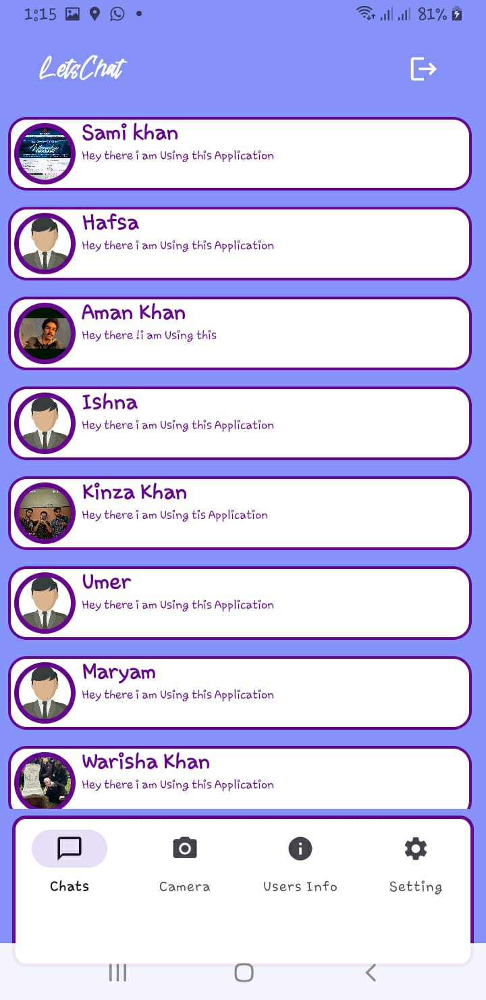 1:15
81%
LetsChat
Sami khan
Hey there i am Using this Application
Hafsa
Hey there i am Using this Application
Aman Khan
Hey there !i am Using this
Ishna
Hey there i am Using this Application
Kinza Khan
Hey there i am Using tis Application
Umer
Hey there i am Using this Application
Maryam
Hey there i am Using this Application
Warisha Khan
Hey there i am Using this Application
Chats
Camera
Users Info
Setting